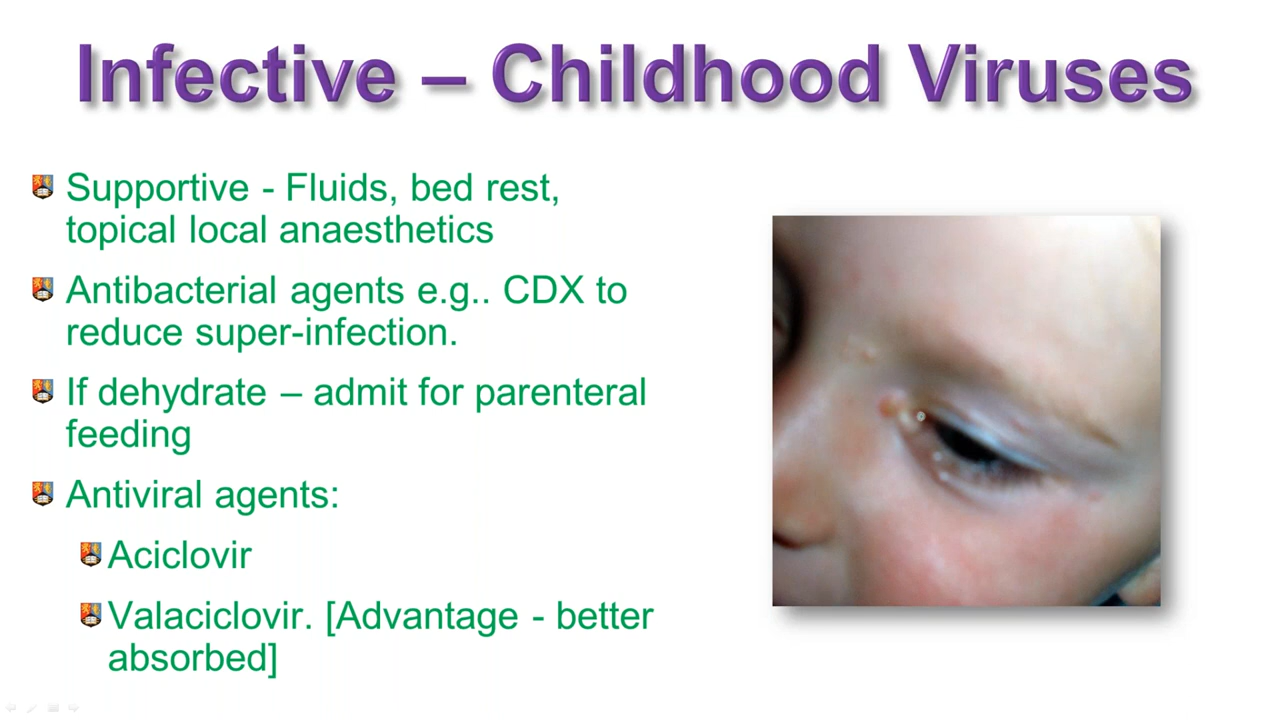 Infective – Childhood Viruses
Supportive - Fluids, bed rest,
topical local anaesthetics
Antibacterial agents e.g.. CDX to
reduce super-infection.
If dehydrate – admit for parenteral
feeding
Antiviral agents:
Aciclovir
Valaciclovir. [Advantage - better
absorbed]